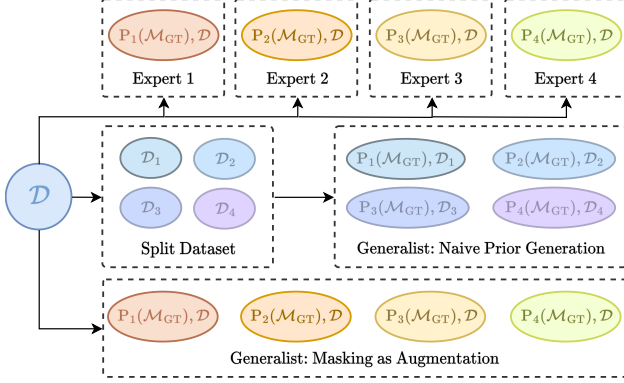 P₁(ℳ_GT), 𝒟 P₂(ℳ_GT), 𝒟 P₃(ℳ_GT), 𝒟 P₄(ℳ_GT), 𝒟
Expert 1 Expert 2 Expert 3 Expert 4
𝒟
𝒟₁ 𝒟₂
𝒟₃ 𝒟₄
Split Dataset
P₁(ℳ_GT), 𝒟₁ P₂(ℳ_GT), 𝒟₂
P₃(ℳ_GT), 𝒟₃ P₄(ℳ_GT), 𝒟₄
Generalist: Naive Prior Generation
P₁(ℳ_GT), 𝒟 P₂(ℳ_GT), 𝒟 P₃(ℳ_GT), 𝒟 P₄(ℳ_GT), 𝒟
Generalist: Masking as Augmentation